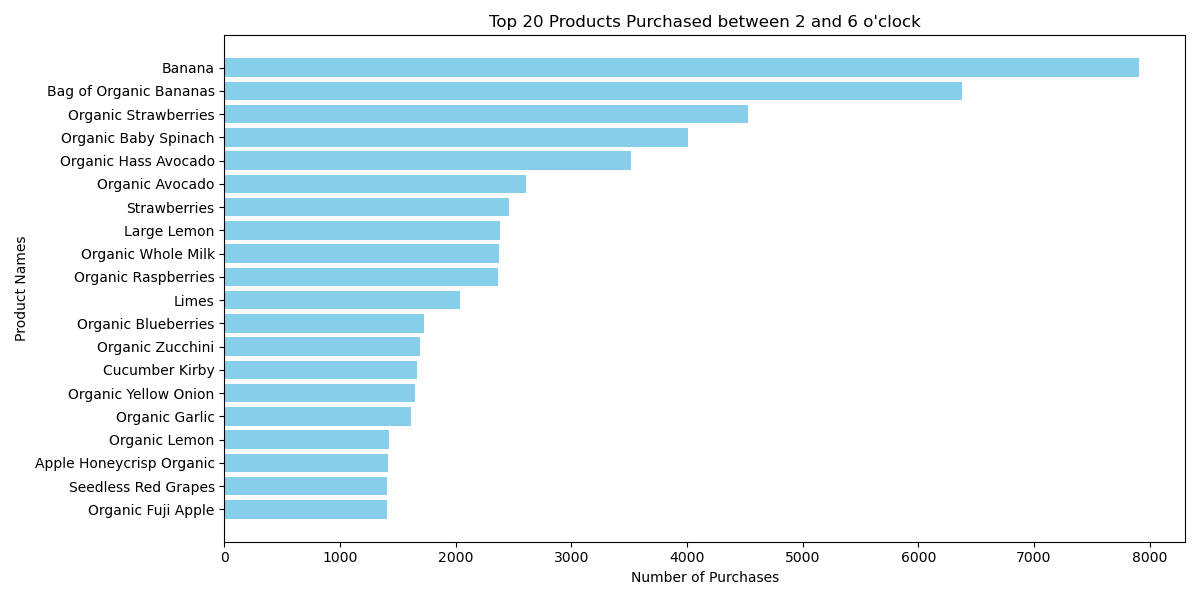 Top 20 Products Purchased between 2 and 6 o'clock
Product Names
Banana
Bag of Organic Bananas
Organic Strawberries
Organic Baby Spinach
Organic Hass Avocado
Organic Avocado
Strawberries
Large Lemon
Organic Whole Milk
Organic Raspberries
Limes
Organic Blueberries
Organic Zucchini
Cucumber Kirby
Organic Yellow Onion
Organic Garlic
Organic Lemon
Apple Honeycrisp Organic
Seedless Red Grapes
Organic Fuji Apple
0 1000 2000 3000 4000 5000 6000 7000 8000
Number of Purchases